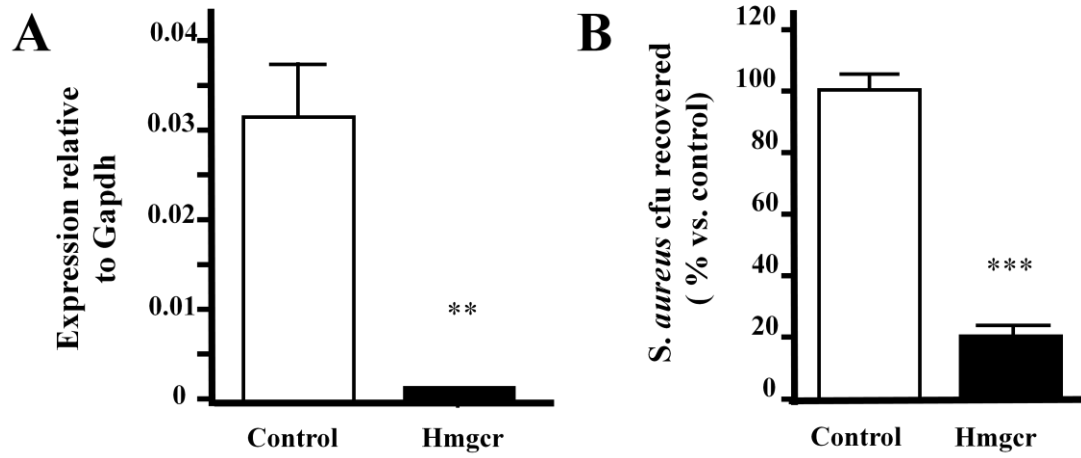 A
Expression relative
to Gapdh
0.04
0.03
0.02
0.01
0
**
Control
Hmgcr
B
S. aureus cfu recovered
( % vs. control)
120
100
80
60
40
20
0
***
Control
Hmgcr